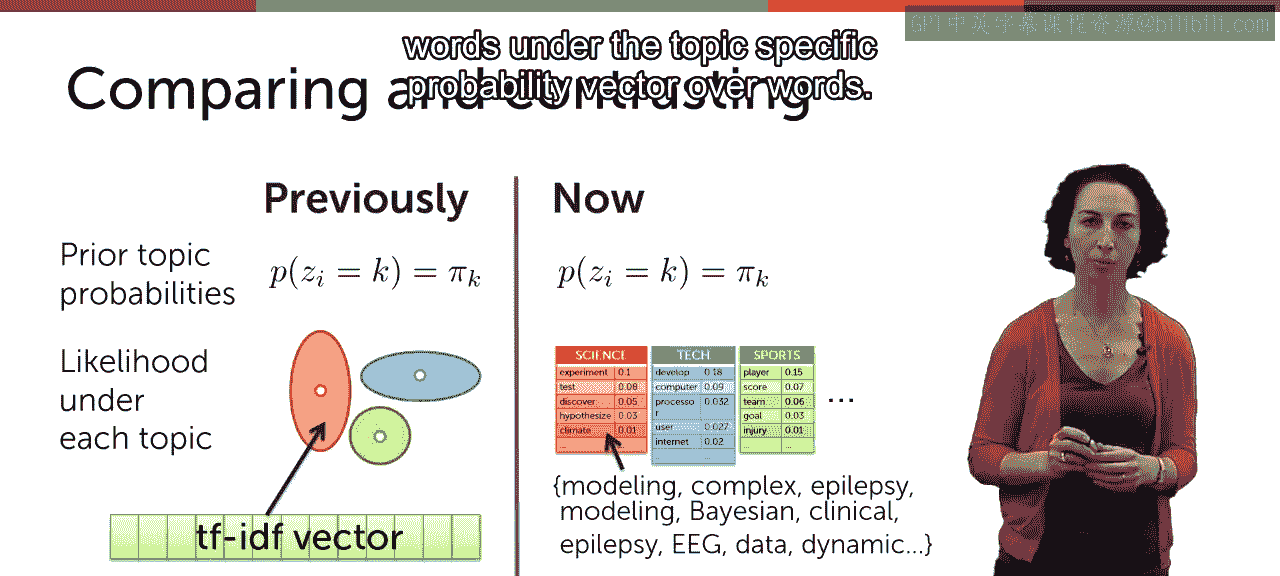 GPT中英字幕课程资源@bilibili.com
words under the topic specific
probability vector over words.
Comparing and contrasting
Previously
Now
Prior topic
probabilities
p(z_i = k) = π_k
p(z_i = k) = π_k
Likelihood
under
each topic
SCIENCE
experiment 0.1
test 0.08
discover 0.05
hypothesize 0.03
climate 0.01
...
TECH
develop 0.18
computer 0.09
processo
r 0.032
user 0.027
internet 0.02
...
SPORTS
player 0.15
score 0.07
team 0.06
goal 0.03
injury 0.01
...
...
{modeling, complex, epilepsy,
modeling, Bayesian, clinical,
epilepsy, EEG, data, dynamic...}
tf-idf vector